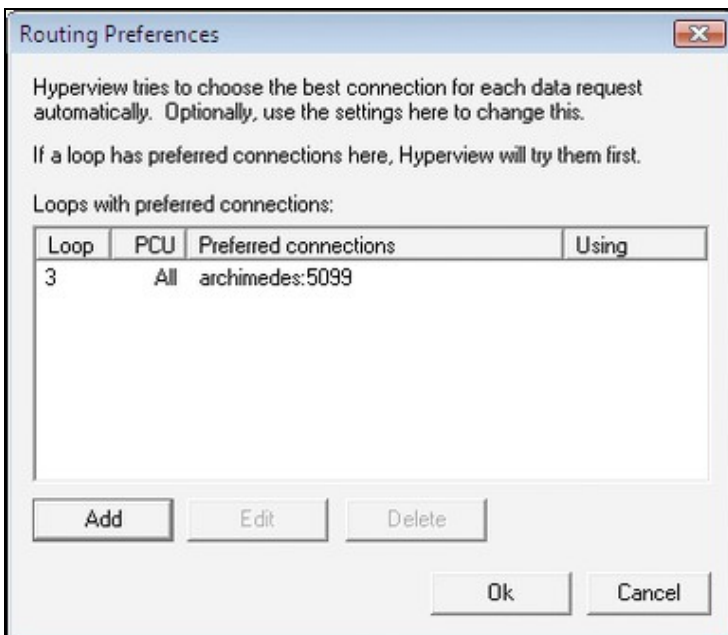 Routing Preferences
Hyperview tries to choose the best connection for each data request
automatically.  Optionally, use the settings here to change this.
If a loop has preferred connections here, Hyperview will try them first.
Loops with preferred connections:
Loop PCU Preferred connections Using
3 All archimedes:5099
Add Edit Delete
Ok Cancel